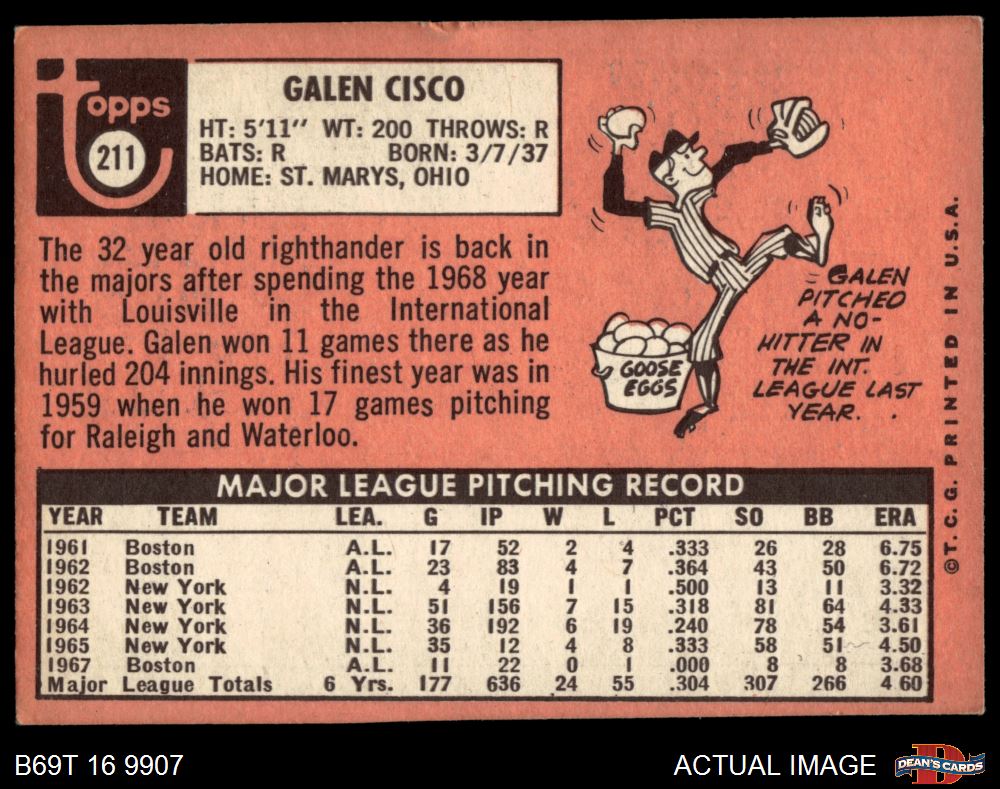 topps
211
GALEN CISCO
HT: 5'11" WT: 200 THROWS: R
BATS: R BORN: 3/7/37
HOME: ST. MARYS, OHIO
The 32 year old righthander is back in
the majors after spending the 1968 year
with Louisville in the International
League. Galen won 11 games there as he
hurled 204 innings. His finest year was in
1959 when he won 17 games pitching
for Raleigh and Waterloo.
GOOSE
EGGS
GALEN
PITCHED
A NO-
HITTER IN
THE INT.
LEAGUE LAST
YEAR.
©T.C.G. PRINTED IN U.S.A.
MAJOR LEAGUE PITCHING RECORD
YEAR TEAM LEA. G IP W L PCT SO BB ERA
1961 Boston A.L. 17 52 2 4 .333 26 28 6.75
1962 Boston A.L. 23 83 4 7 .364 43 50 6.72
1962 New York N.L. 4 19 1 1 .500 13 11 3.32
1963 New York N.L. 51 156 7 15 .318 81 64 4.33
1964 New York N.L. 36 192 6 19 .240 78 54 3.61
1965 New York N.L. 35 12 4 8 .333 58 51 4.50
1967 Boston A.L. 11 22 0 1 .000 8 8 3.68
Major League Totals 6 Yrs. 177 636 24 55 .304 307 266 4 60
B69T 16 9907
ACTUAL IMAGE
D
DEAN'S CARDS